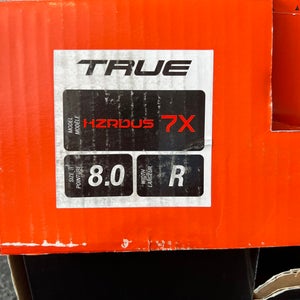 TRUE
MODEL
MODÈLE
HZRDUS 7X
SIZE
POINTURE
8.0
WIDTH
LARGEUR
R